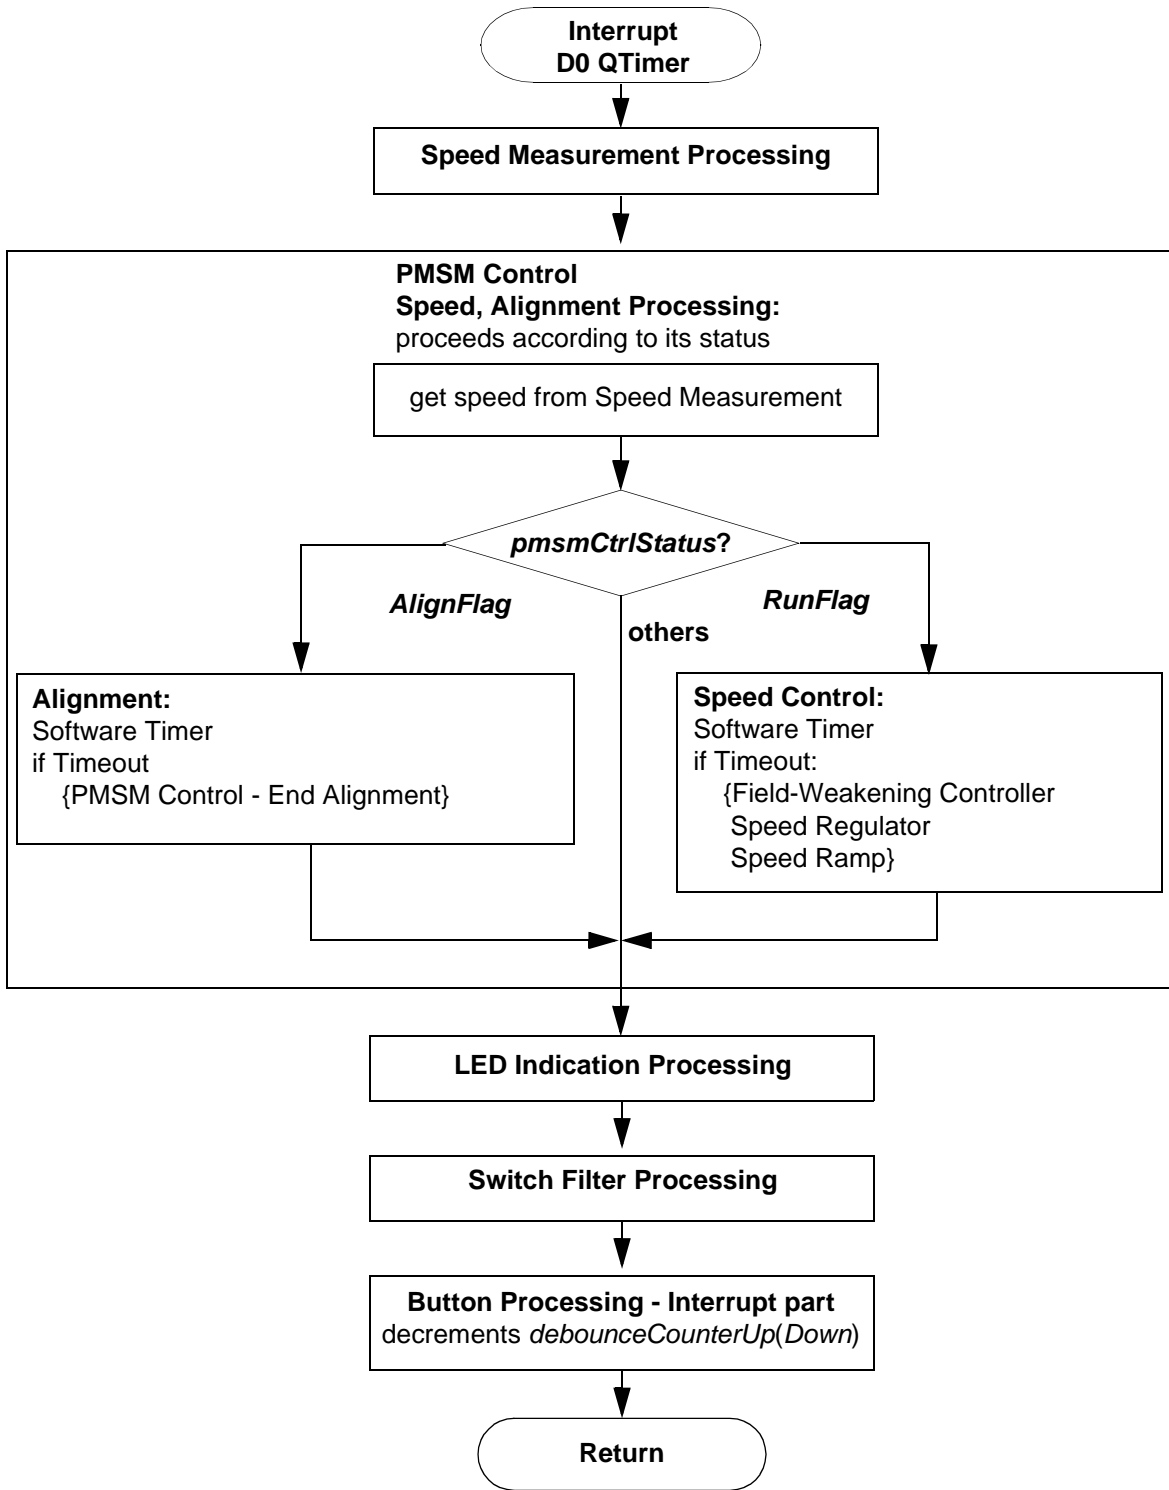 Interrupt
D0 QTimer
Speed Measurement Processing
PMSM Control
Speed, Alignment Processing:
proceeds according to its status
get speed from Speed Measurement
pmsmCtrlStatus?
AlignFlag
RunFlag
others
Alignment:
Software Timer
if Timeout
{PMSM Control - End Alignment}
Speed Control:
Software Timer
if Timeout:
{Field-Weakening Controller
Speed Regulator
Speed Ramp}
LED Indication Processing
Switch Filter Processing
Button Processing - Interrupt part
decrements debounceCounterUp(Down)
Return